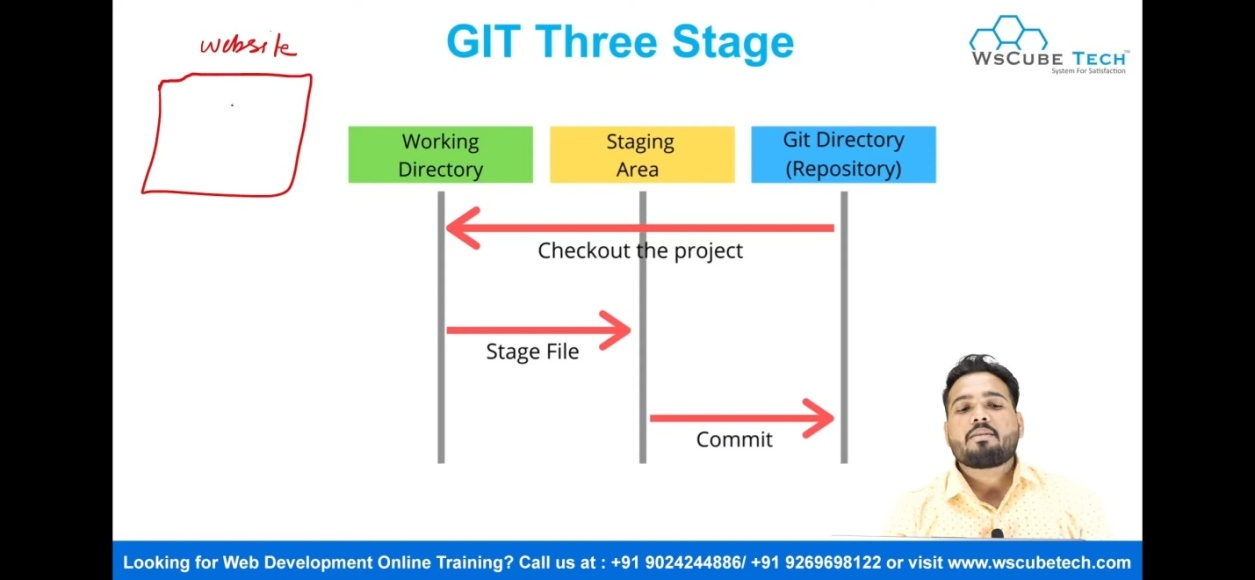 website
GIT Three Stage
WsCube Tech™
System For Satisfaction
Working
Directory
Staging
Area
Git Directory
(Repository)
Checkout the project
Stage File
Commit
Looking for Web Development Online Training? Call us at : +91 9024244886/ +91 9269698122 or visit www.wscubetech.com